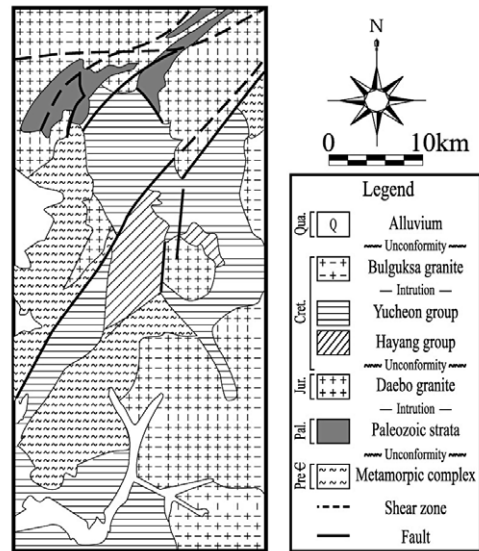 N
0 10km
Legend
Qua.
Q Alluvium
Unconformity
Cret.
Bulguksa granite
Intrution
Yucheon group
Hayang group
Unconformity
Jur.
Daebo granite
Intrution
Pal.
Paleozoic strata
Unconformity
Pre Є
Metamorpic complex
Shear zone
Fault